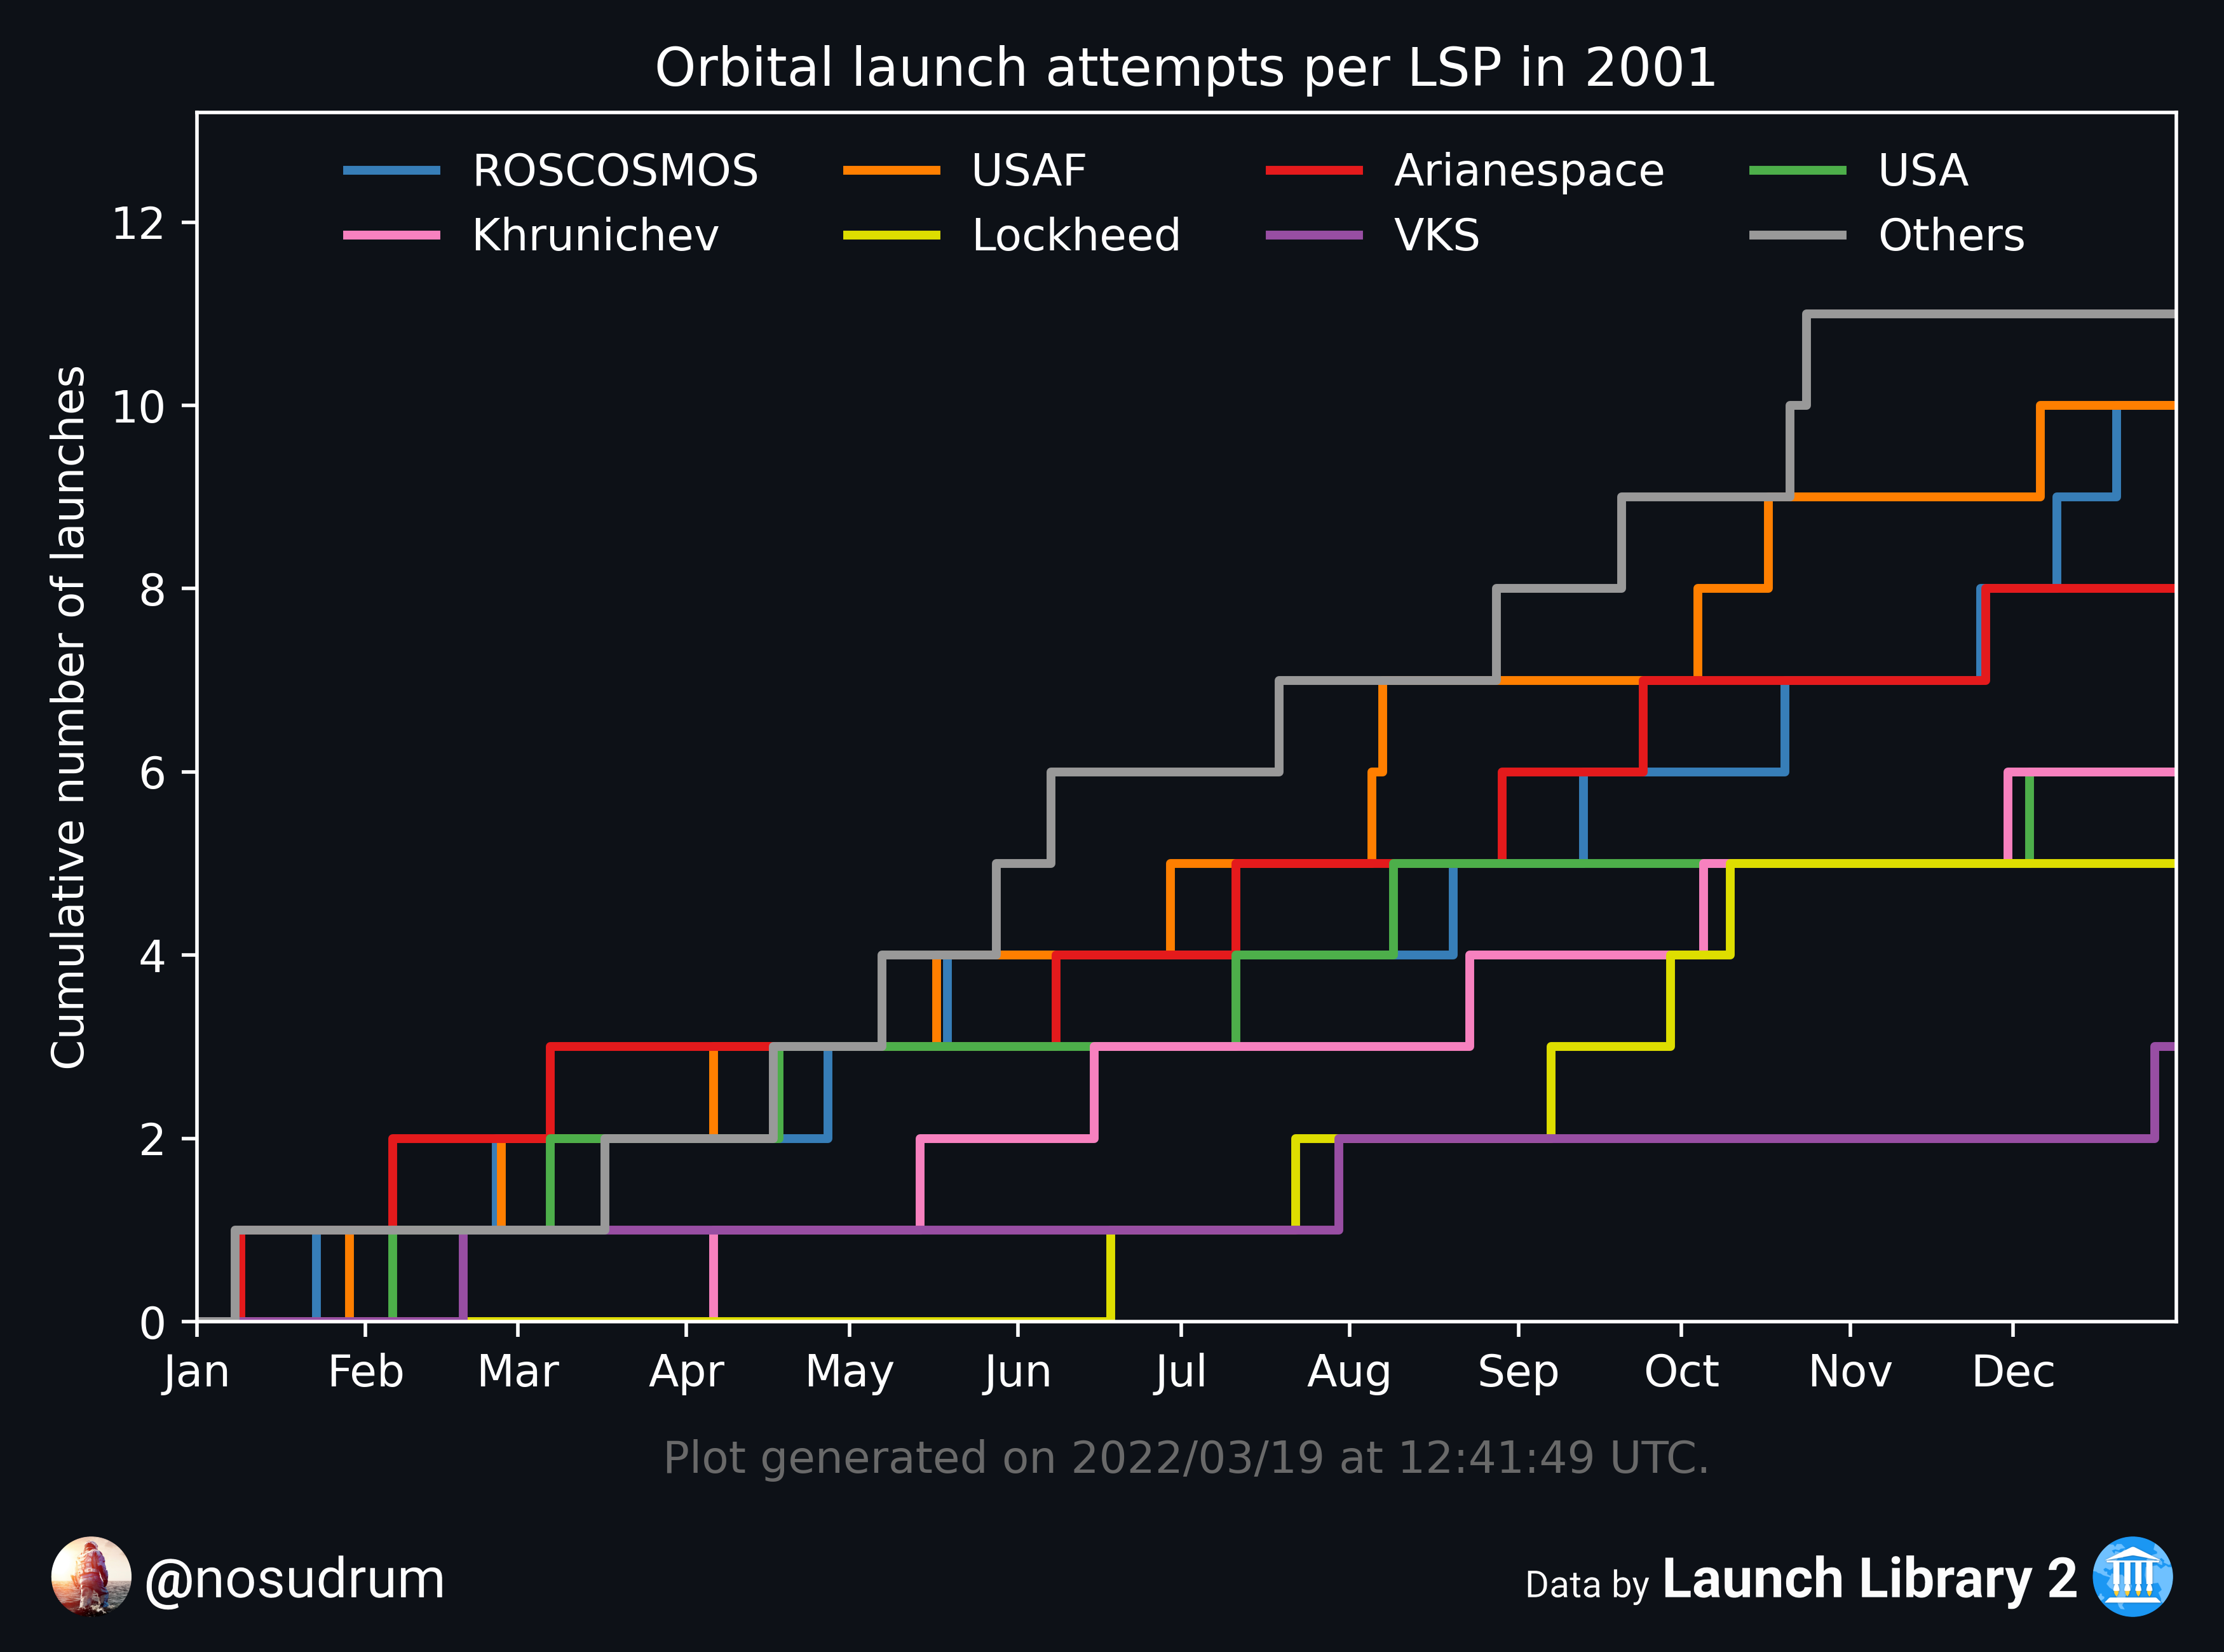 Orbital launch attempts per LSP in 2001
ROSCOSMOS USAF Arianespace USA
Khrunichev Lockheed VKS Others
Cumulative number of launches
12
10
8
6
4
2
0
Jan Feb Mar Apr May Jun Jul Aug Sep Oct Nov Dec
Plot generated on 2022/03/19 at 12:41:49 UTC.
@nosudrum
Data by Launch Library 2